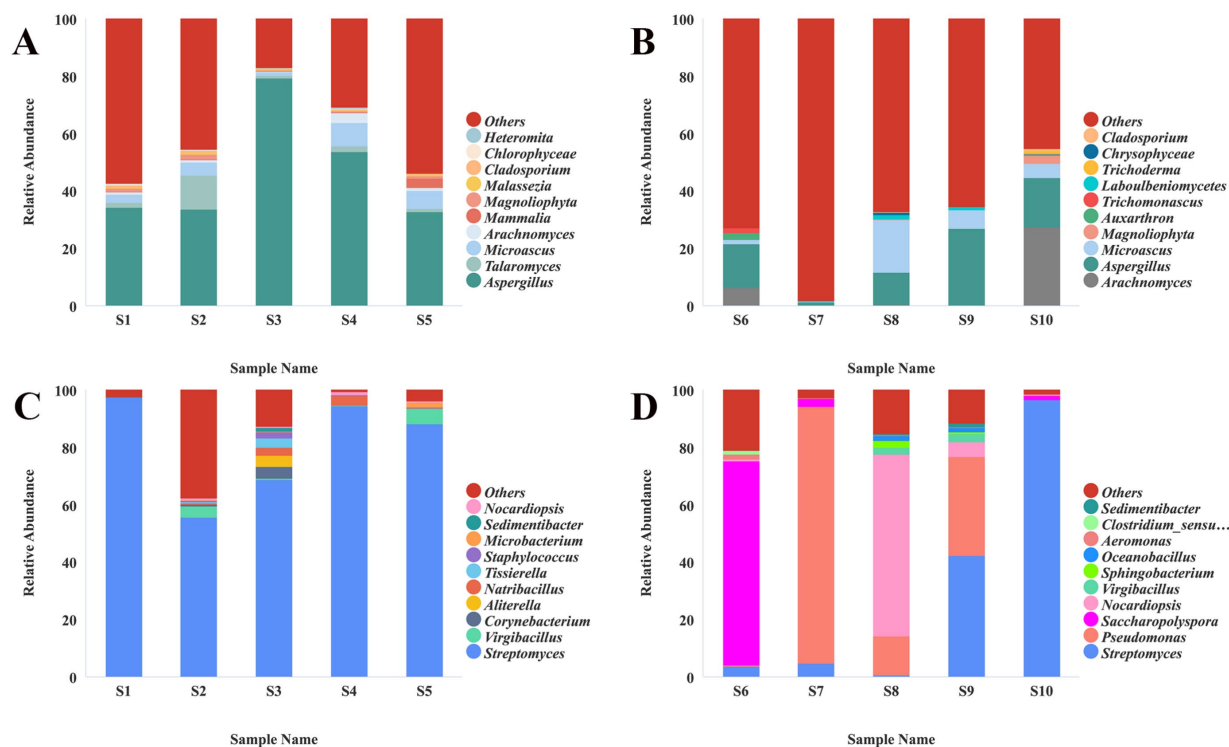 A
Relative Abundance
100
80
60
40
20
0
S1 S2 S3 S4 S5
Sample Name
Others
Heteromita
Chlorophyceae
Cladosporium
Malassezia
Magnoliophyta
Mammalia
Arachnomyces
Microascus
Talaromyces
Aspergillus
B
Relative Abundance
100
80
60
40
20
0
S6 S7 S8 S9 S10
Sample Name
Others
Cladosporium
Chrysophyceae
Trichoderma
Laboulbeniomycetes
Trichomonascus
Auxarthron
Magnoliophyta
Microascus
Aspergillus
Arachnomyces
C
Relative Abundance
100
80
60
40
20
0
S1 S2 S3 S4 S5
Sample Name
Others
Nocardiopsis
Sedimentibacter
Microbacterium
Staphylococcus
Tissierella
Natribacillus
Aliterella
Corynebacterium
Virgibacillus
Streptomyces
D
Relative Abundance
100
80
60
40
20
0
S6 S7 S8 S9 S10
Sample Name
Others
Sedimentibacter
Clostridium_sensu...
Aeromonas
Oceanobacillus
Sphingobacterium
Virgibacillus
Nocardiopsis
Saccharopolyspora
Pseudomonas
Streptomyces